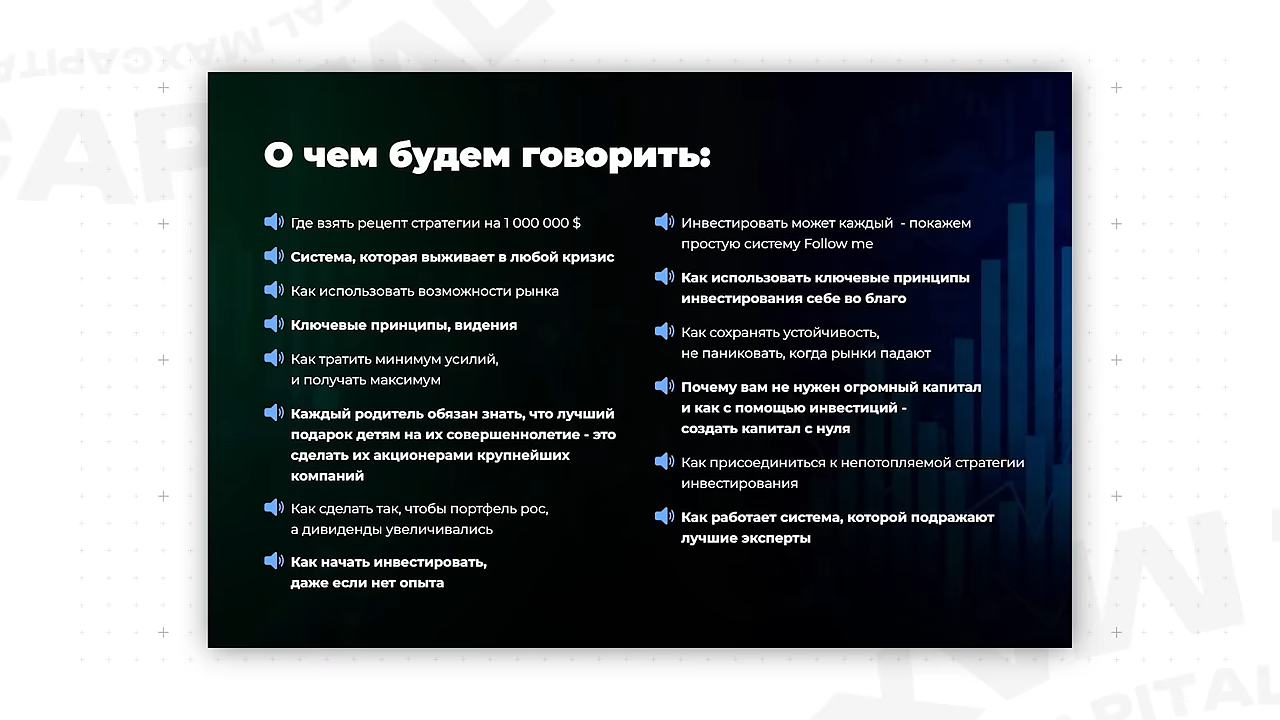 MAXCAPITAL
CAPITAL
О чем будем говорить:
Где взять рецепт стратегии на 1 000 000 $
Система, которая выживает в любой кризис
Как использовать возможности рынка
Ключевые принципы, видения
Как тратить минимум усилий,
и получать максимум
Каждый родитель обязан знать, что лучший
подарок детям на их совершеннолетие - это
сделать их акционерами крупнейших
компаний
Как сделать так, чтобы портфель рос,
а дивиденды увеличивались
Как начать инвестировать,
даже если нет опыта
Инвестировать может каждый - покажем
простую систему Follow me
Как использовать ключевые принципы
инвестирования себе во благо
Как сохранять устойчивость,
не паниковать, когда рынки падают
Почему вам не нужен огромный капитал
и как с помощью инвестиций -
создать капитал с нуля
Как присоединиться к непотопляемой стратегии
инвестирования
Как работает система, которой подражают
лучшие эксперты